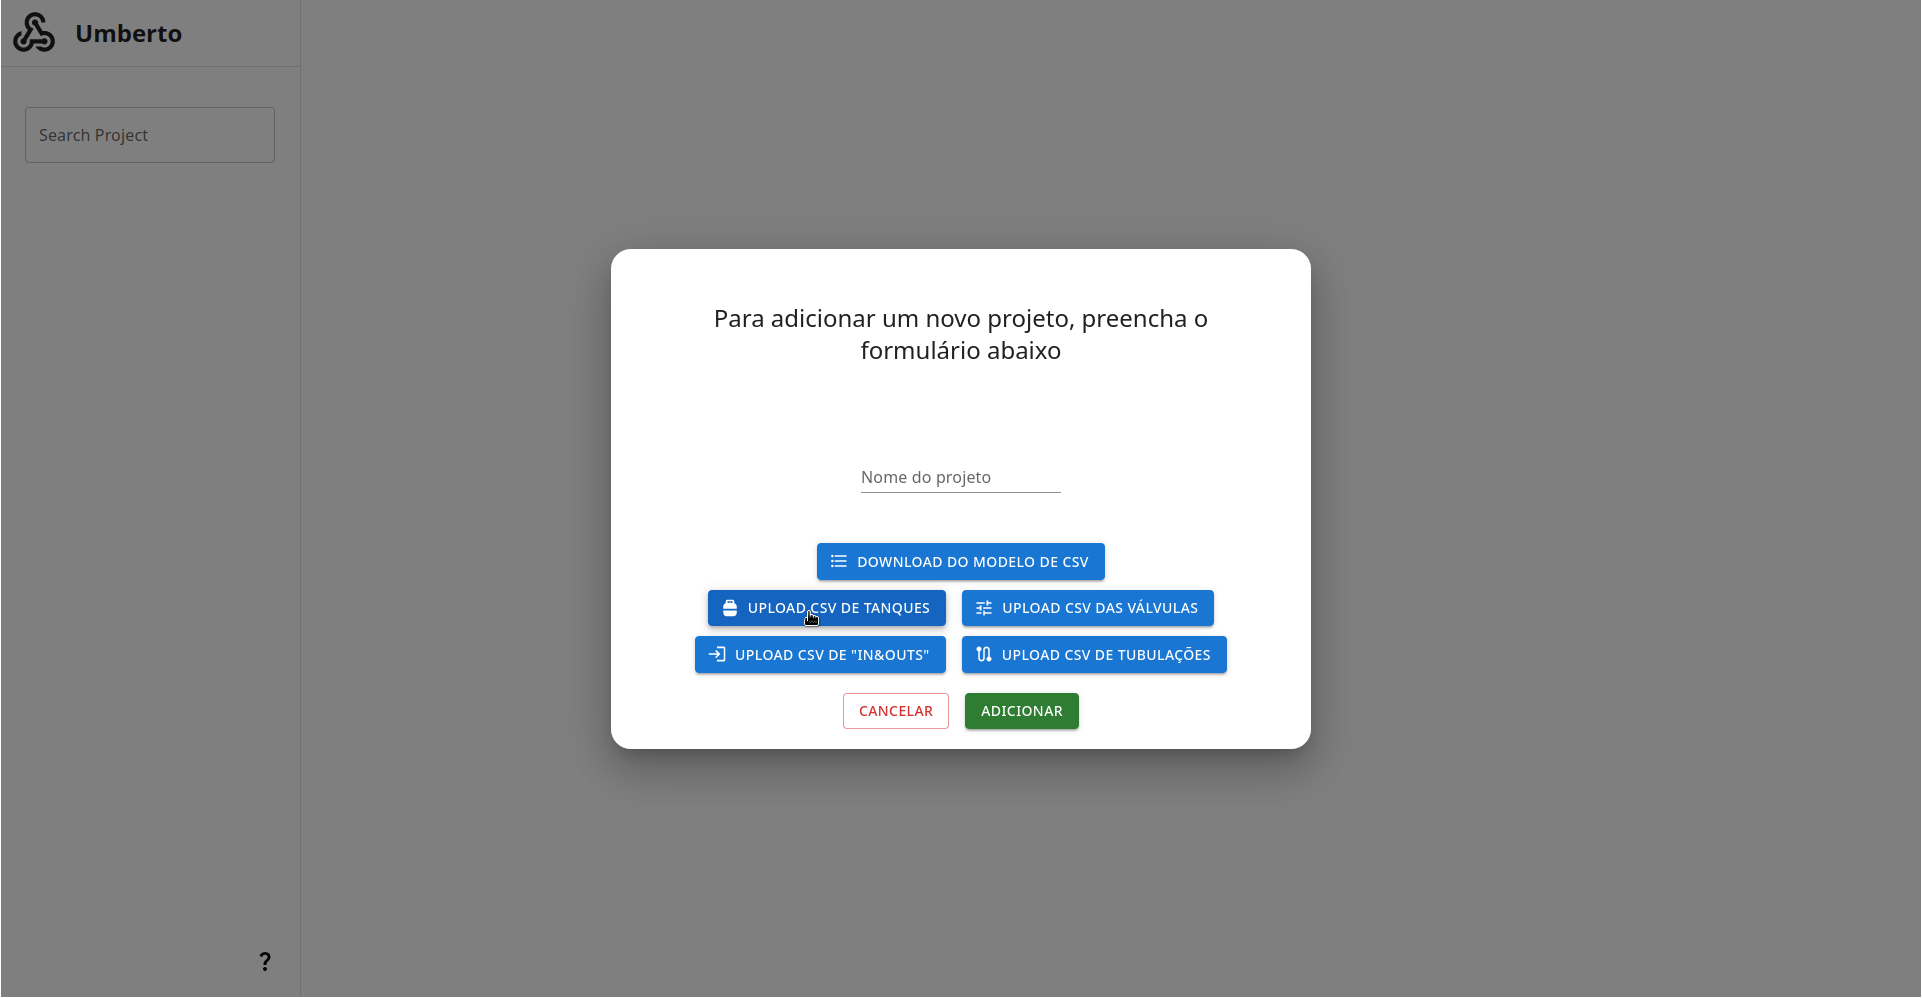 Umberto
Search Project
Para adicionar um novo projeto, preencha o
formulário abaixo
Nome do projeto
DOWNLOAD DO MODELO DE CSV
UPLOAD CSV DE TANQUES
UPLOAD CSV DAS VÁLVULAS
UPLOAD CSV DE "IN&OUTS"
UPLOAD CSV DE TUBULAÇÕES
CANCELAR
ADICIONAR
?